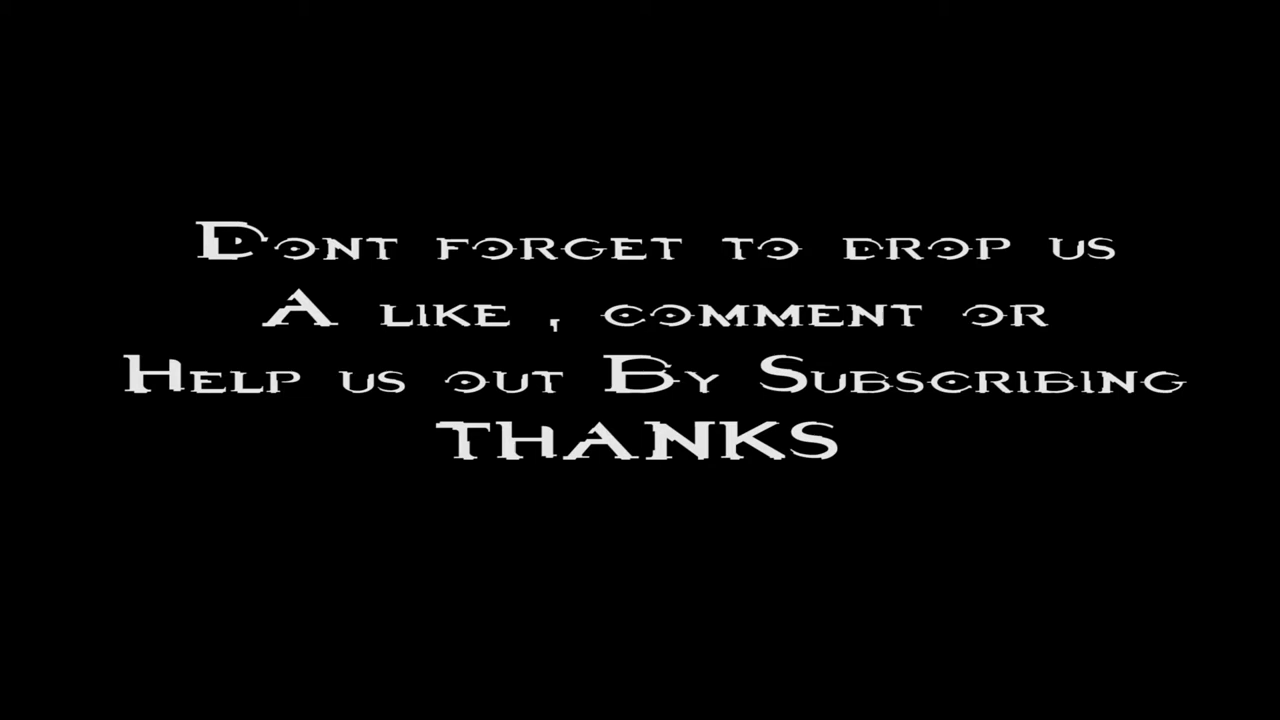 Dont forget to drop us
A like , comment or
Help us out By Subscribing
THANKS